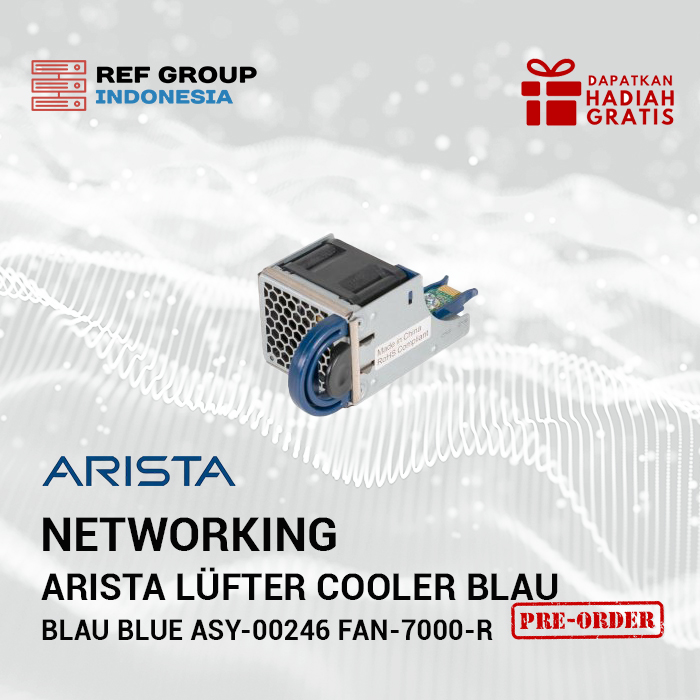 REF GROUP
INDONESIA
DAPATKAN
HADIAH
GRATIS
Made in China
RoHS Compliant
ARISTA
NETWORKING
ARISTA LÜFTER COOLER BLAU
BLAU BLUE ASY-00246 FAN-7000-R
PRE-ORDER